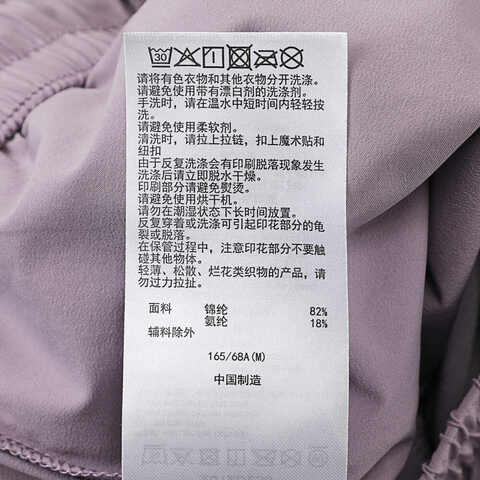 30
请将有色衣物和其他衣物分开洗涤。
请避免使用带有漂白剂的洗涤剂。
手洗时，请在温水中短时间内轻轻按
洗。
请避免使用柔软剂。
清洗时，请拉上拉链，扣上魔术贴和
纽扣
由于反复洗涤会有印刷脱落现象发生
洗涤后请立即脱水干燥。
印刷部分请避免熨烫。
请避免使用烘干机。
请勿在潮湿状态下长时间放置。
反复穿着或洗涤可引起印花部分的龟
裂或脱落。
在保管过程中，注意印花部分不要触
碰其他物体。
轻薄、松散、烂花类织物的产品，请
勿过力拉扯。
面料 锦纶 82%
氨纶 18%
辅料除外
165/68A(M)
中国制造